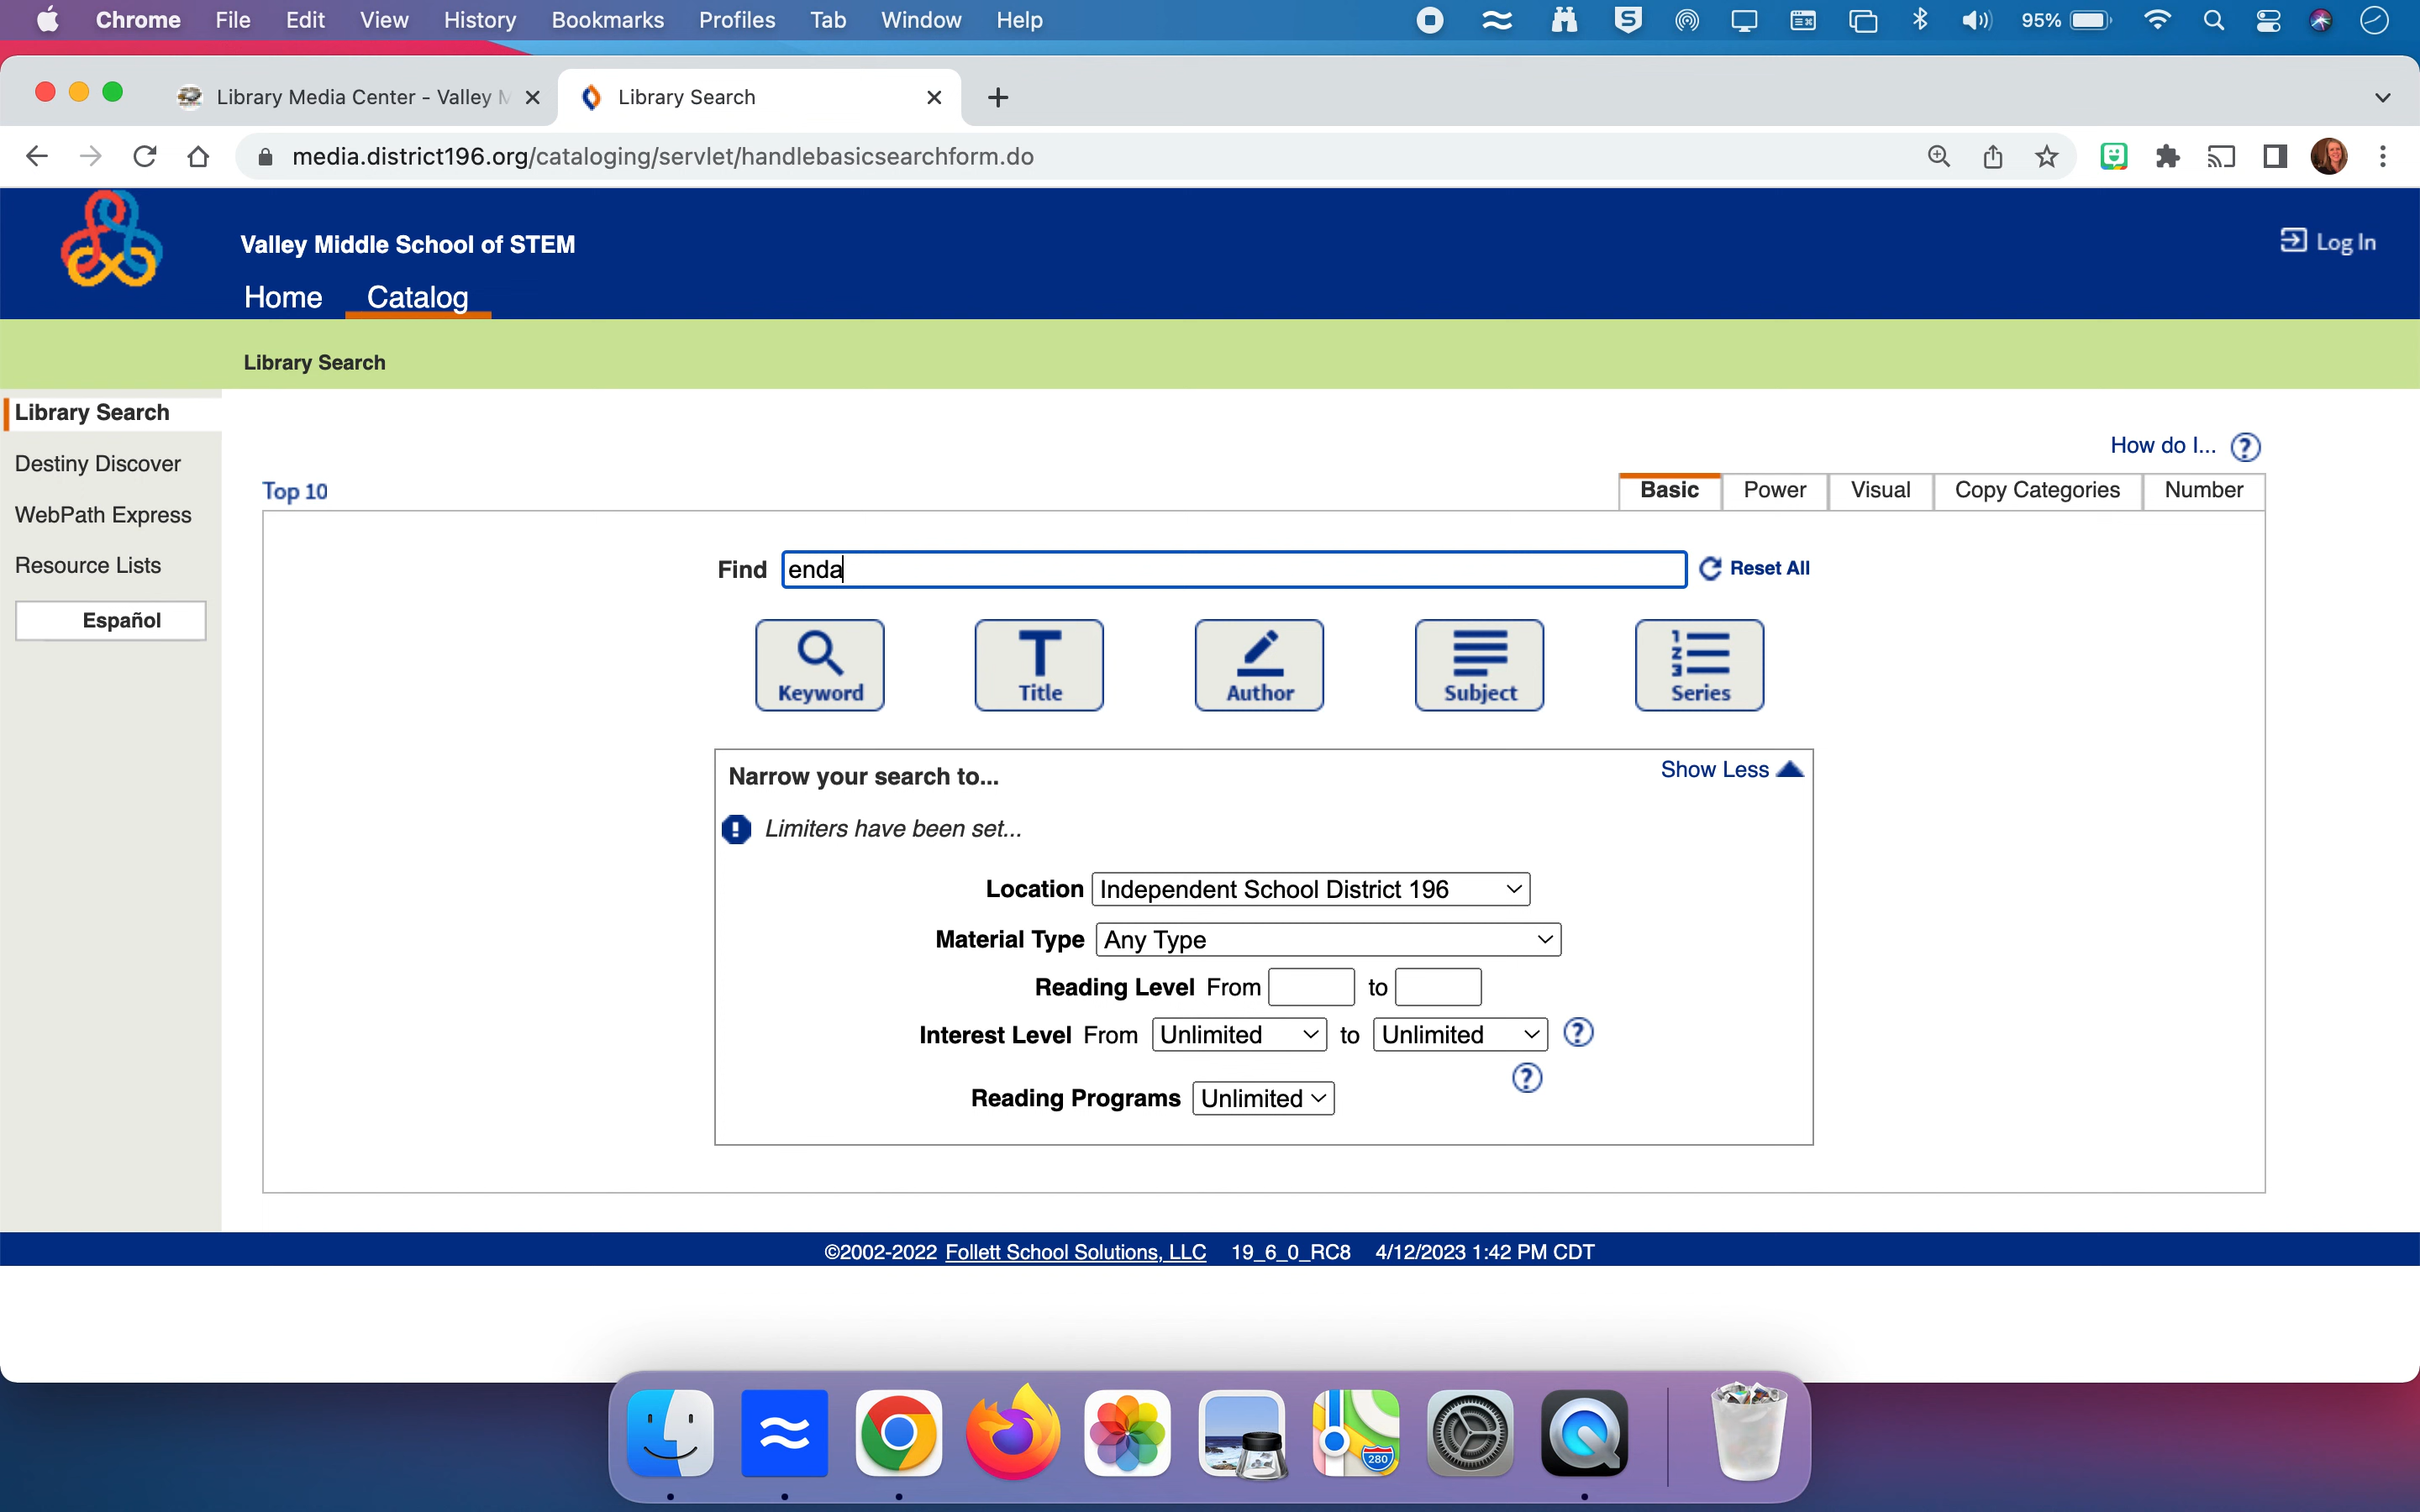 Chrome File Edit View History Bookmarks Profiles Tab Window Help 95%
Library Media Center - Valley M
Library Search
media.district196.org/cataloging/servlet/handlebasicsearchform.do
Valley Middle School of STEM
Log In
Home Catalog
Library Search
Library Search
Destiny Discover
WebPath Express
Resource Lists
Español
How do I... ?
Top 10
Basic Power Visual Copy Categories Number
Find enda Reset All
Keyword Title Author Subject Series
Narrow your search to... Show Less
Limiters have been set...
Location Independent School District 196
Material Type Any Type
Reading Level From to
Interest Level From Unlimited to Unlimited ?
?
Reading Programs Unlimited
©2002-2022 Follett School Solutions, LLC 19_6_0_RC8 4/12/2023 1:42 PM CDT
280